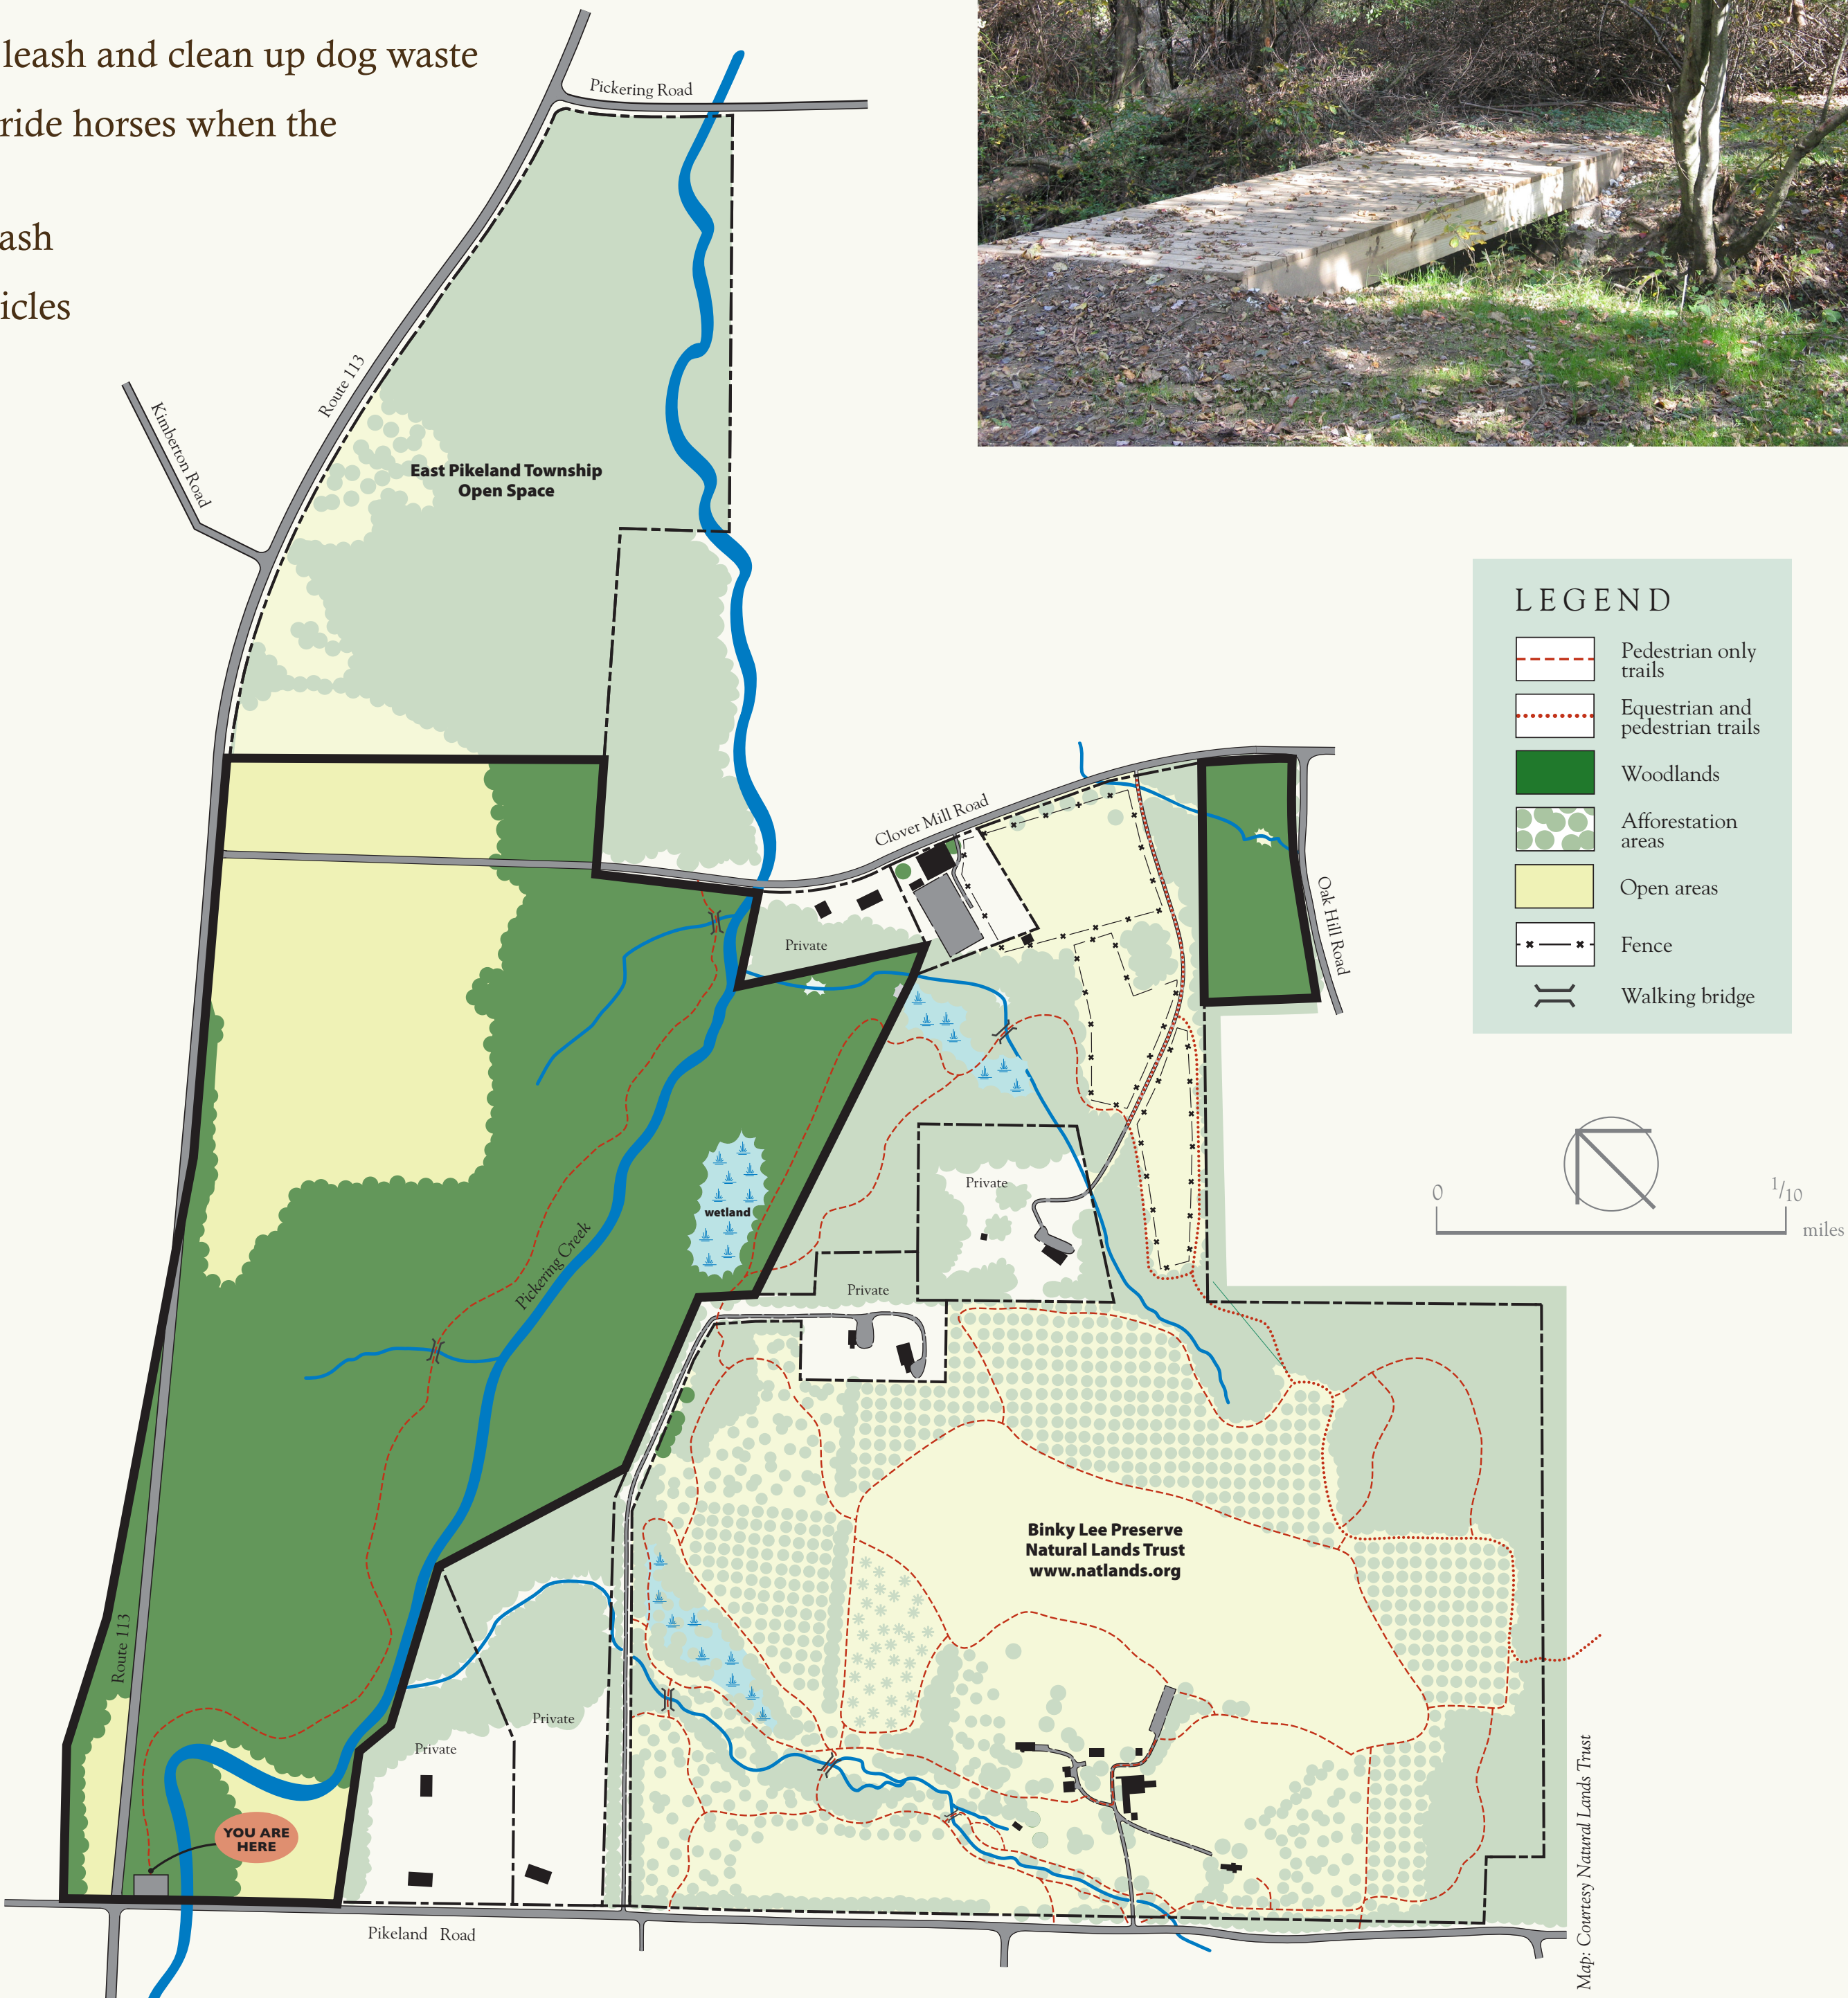 leash and clean up dog waste
ride horses when the
ash
icles
Pickering Road
Route 113
Kimberton Road
East Pikeland Township
Open Space
Clover Mill Road
Oak Hill Road
Private
wetland
Pickering Creek
Private
Private
Binky Lee Preserve
Natural Lands Trust
www.natlands.org
Route 113
Private
Private
YOU ARE
HERE
Pikeland Road
LEGEND
Pedestrian only
trails
Equestrian and
pedestrian trails
Woodlands
Afforestation
areas
Open areas
Fence
Walking bridge
0
1/10
miles
Map: Courtesy Natural Lands Trust